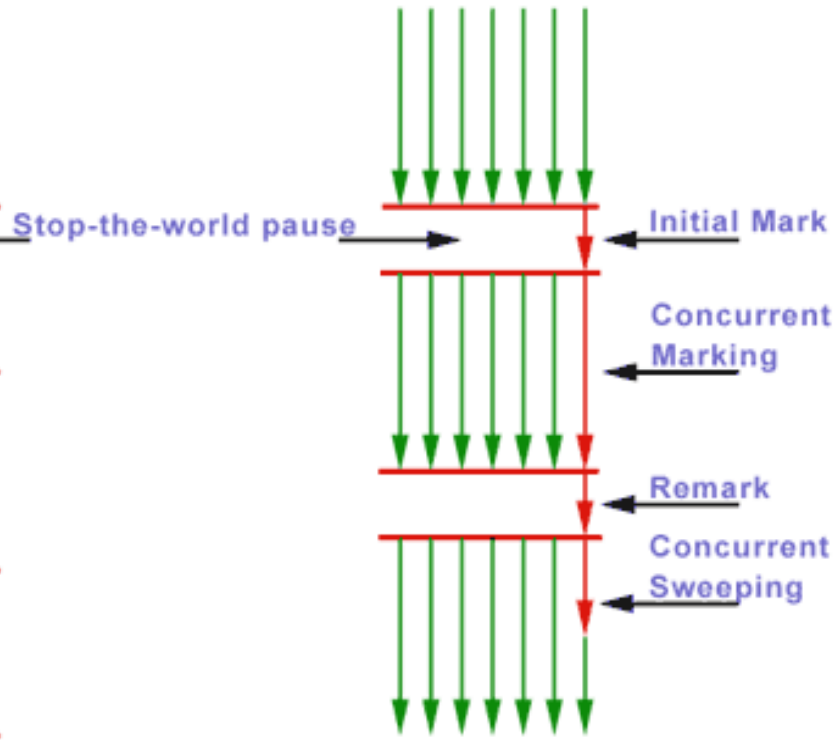 Stop-the-world pause
Initial Mark
Concurrent
Marking
Remark
Concurrent
Sweeping